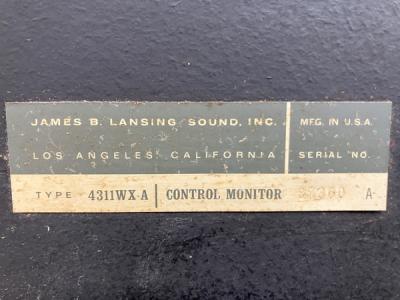 JAMES B. LANSING SOUND, INC. MFG. IN U.S.A.
LOS ANGELES, CALIFORNIA SERIAL NO.
TYPE 4311WX-A CONTROL MONITOR A